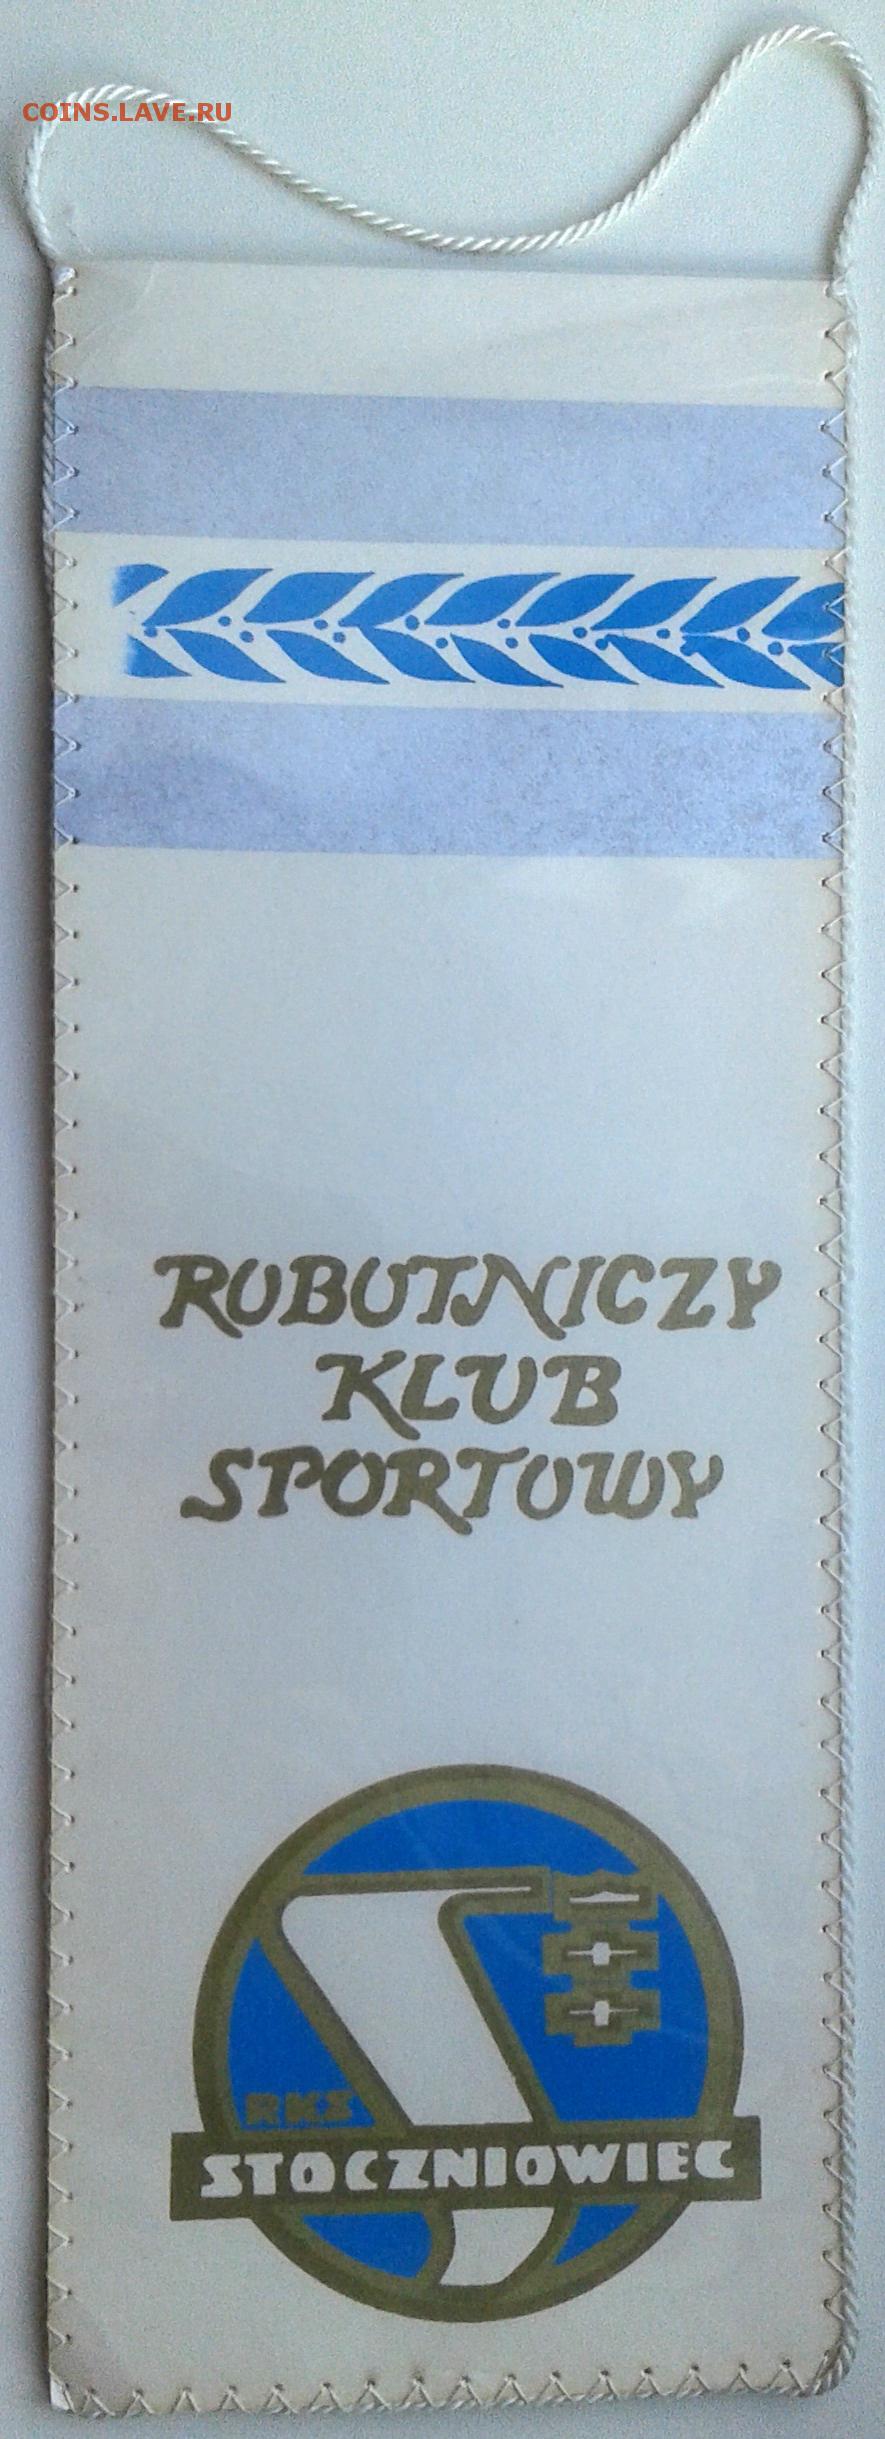 COINS.LAVE.RU
ROBOTNICZY
KLUB
SPORTOWY
RKS
STOCZNIOWIEC